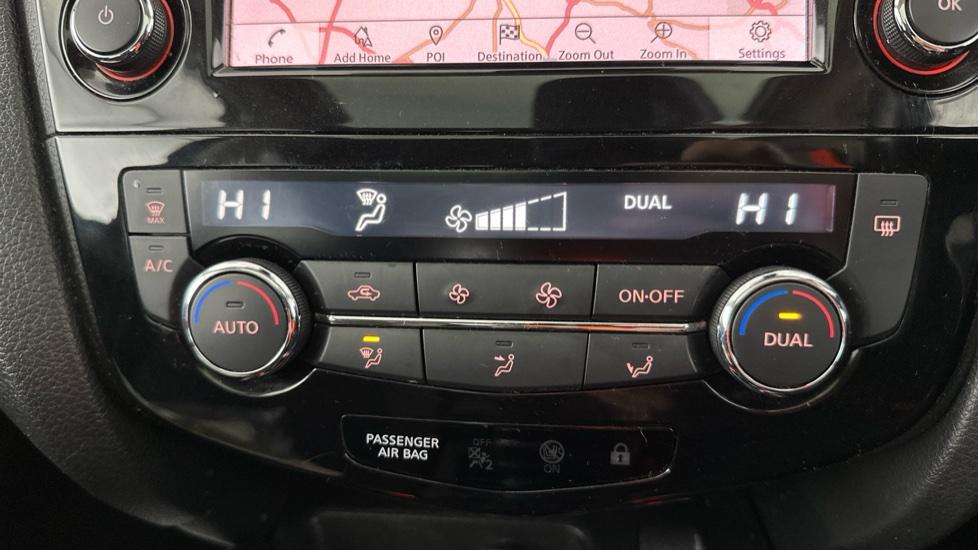 OK
Phone Add Home POI Destination Zoom Out Zoom In Settings
HI DUAL HI
MAX
A/C
ON·OFF
AUTO
DUAL
PASSENGER
AIR BAG
OFF
2
ON